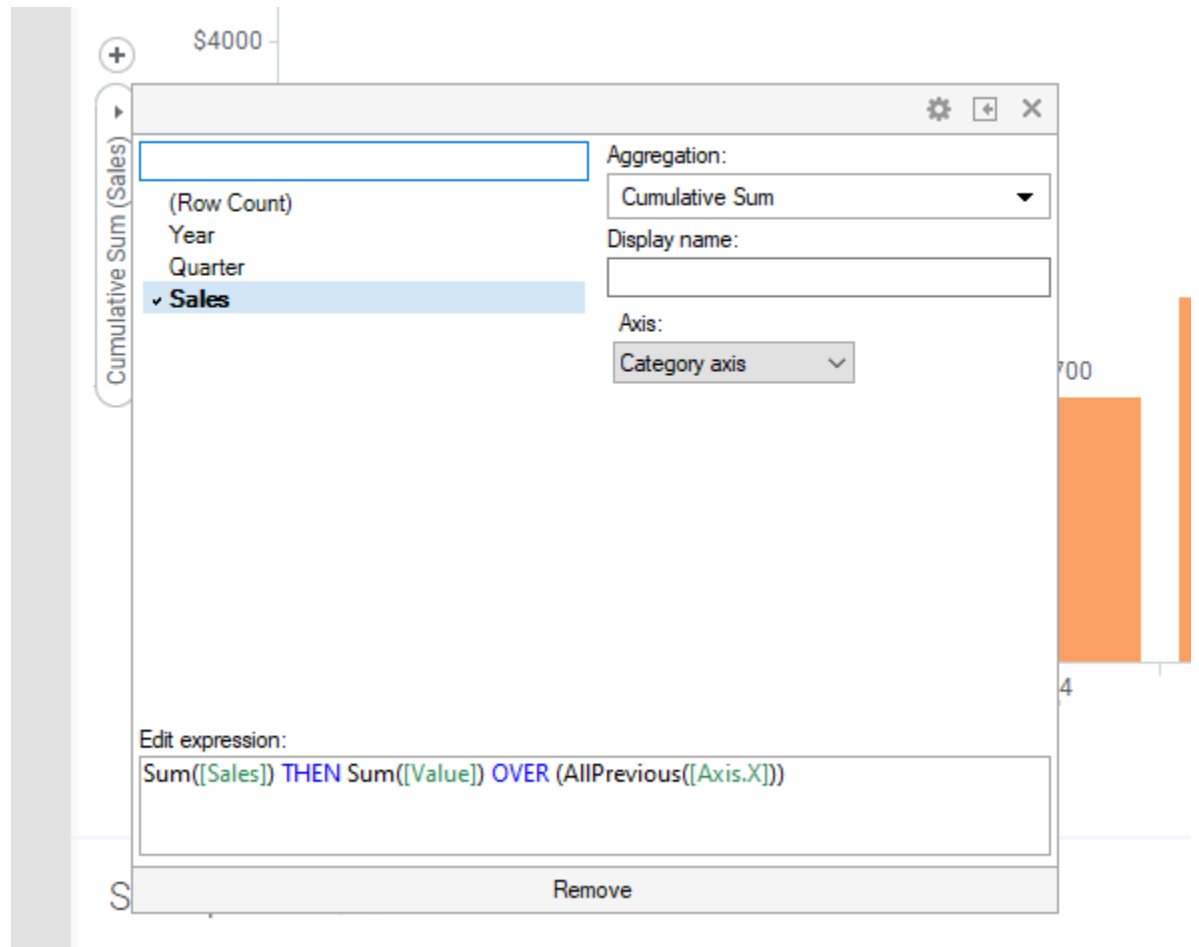 $4000
Cumulative Sum (Sales)
Aggregation:
Cumulative Sum
(Row Count)
Year
Quarter
Sales
Display name:
Axis:
Category axis
700
4
Edit expression:
Sum([Sales]) THEN Sum([Value]) OVER (AllPrevious([Axis.X]))
Remove
S